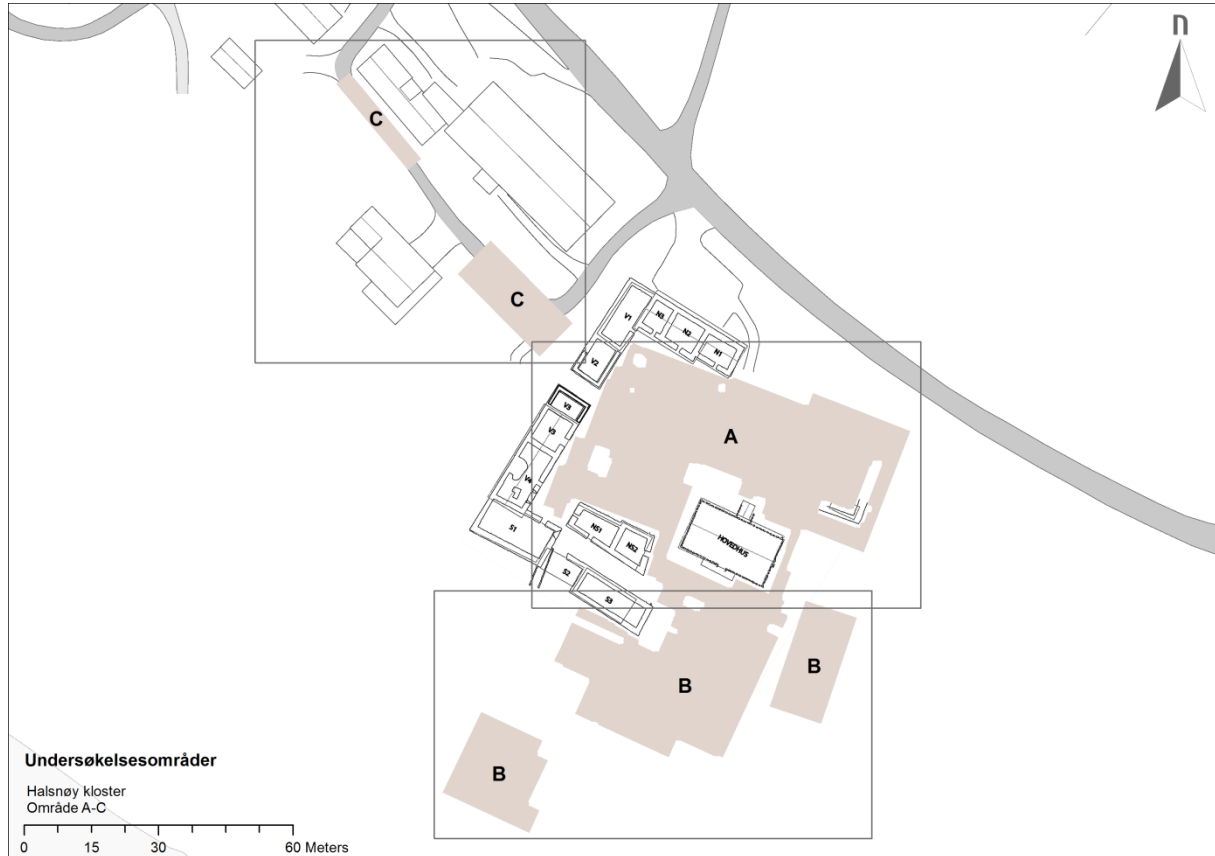 n
C
C
V1
N3
N2
N1
V2
V3
V3
V4
A
S1
NS1
NS2
HOVEDHUS
S2
S3
B
B
B
Undersøkelsesområder
Halsnøy kloster
Område A-C
0 15 30 60 Meters